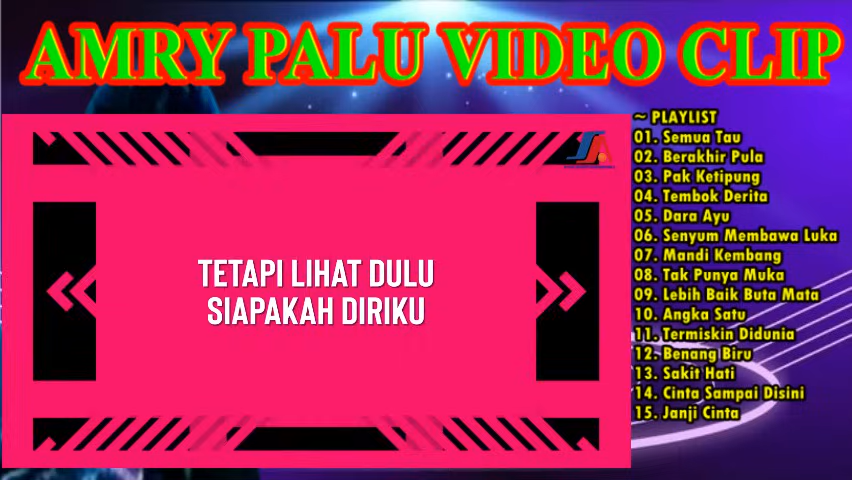 AMRY PALU VIDEO CLIP
TETAPI LIHAT DULU
SIAPAKAH DIRIKU
~ PLAYLIST
01. Semua Tau
02. Berakhir Pula
03. Pak Ketipung
04. Tembok Derita
05. Dara Ayu
06. Senyum Membawa Luka
07. Mandi Kembang
08. Tak Punya Muka
09. Lebih Baik Buta Mata
10. Angka Satu
11. Termiskin Didunia
12. Benang Biru
13. Sakit Hati
14. Cinta Sampai Disini
15. Janji Cinta